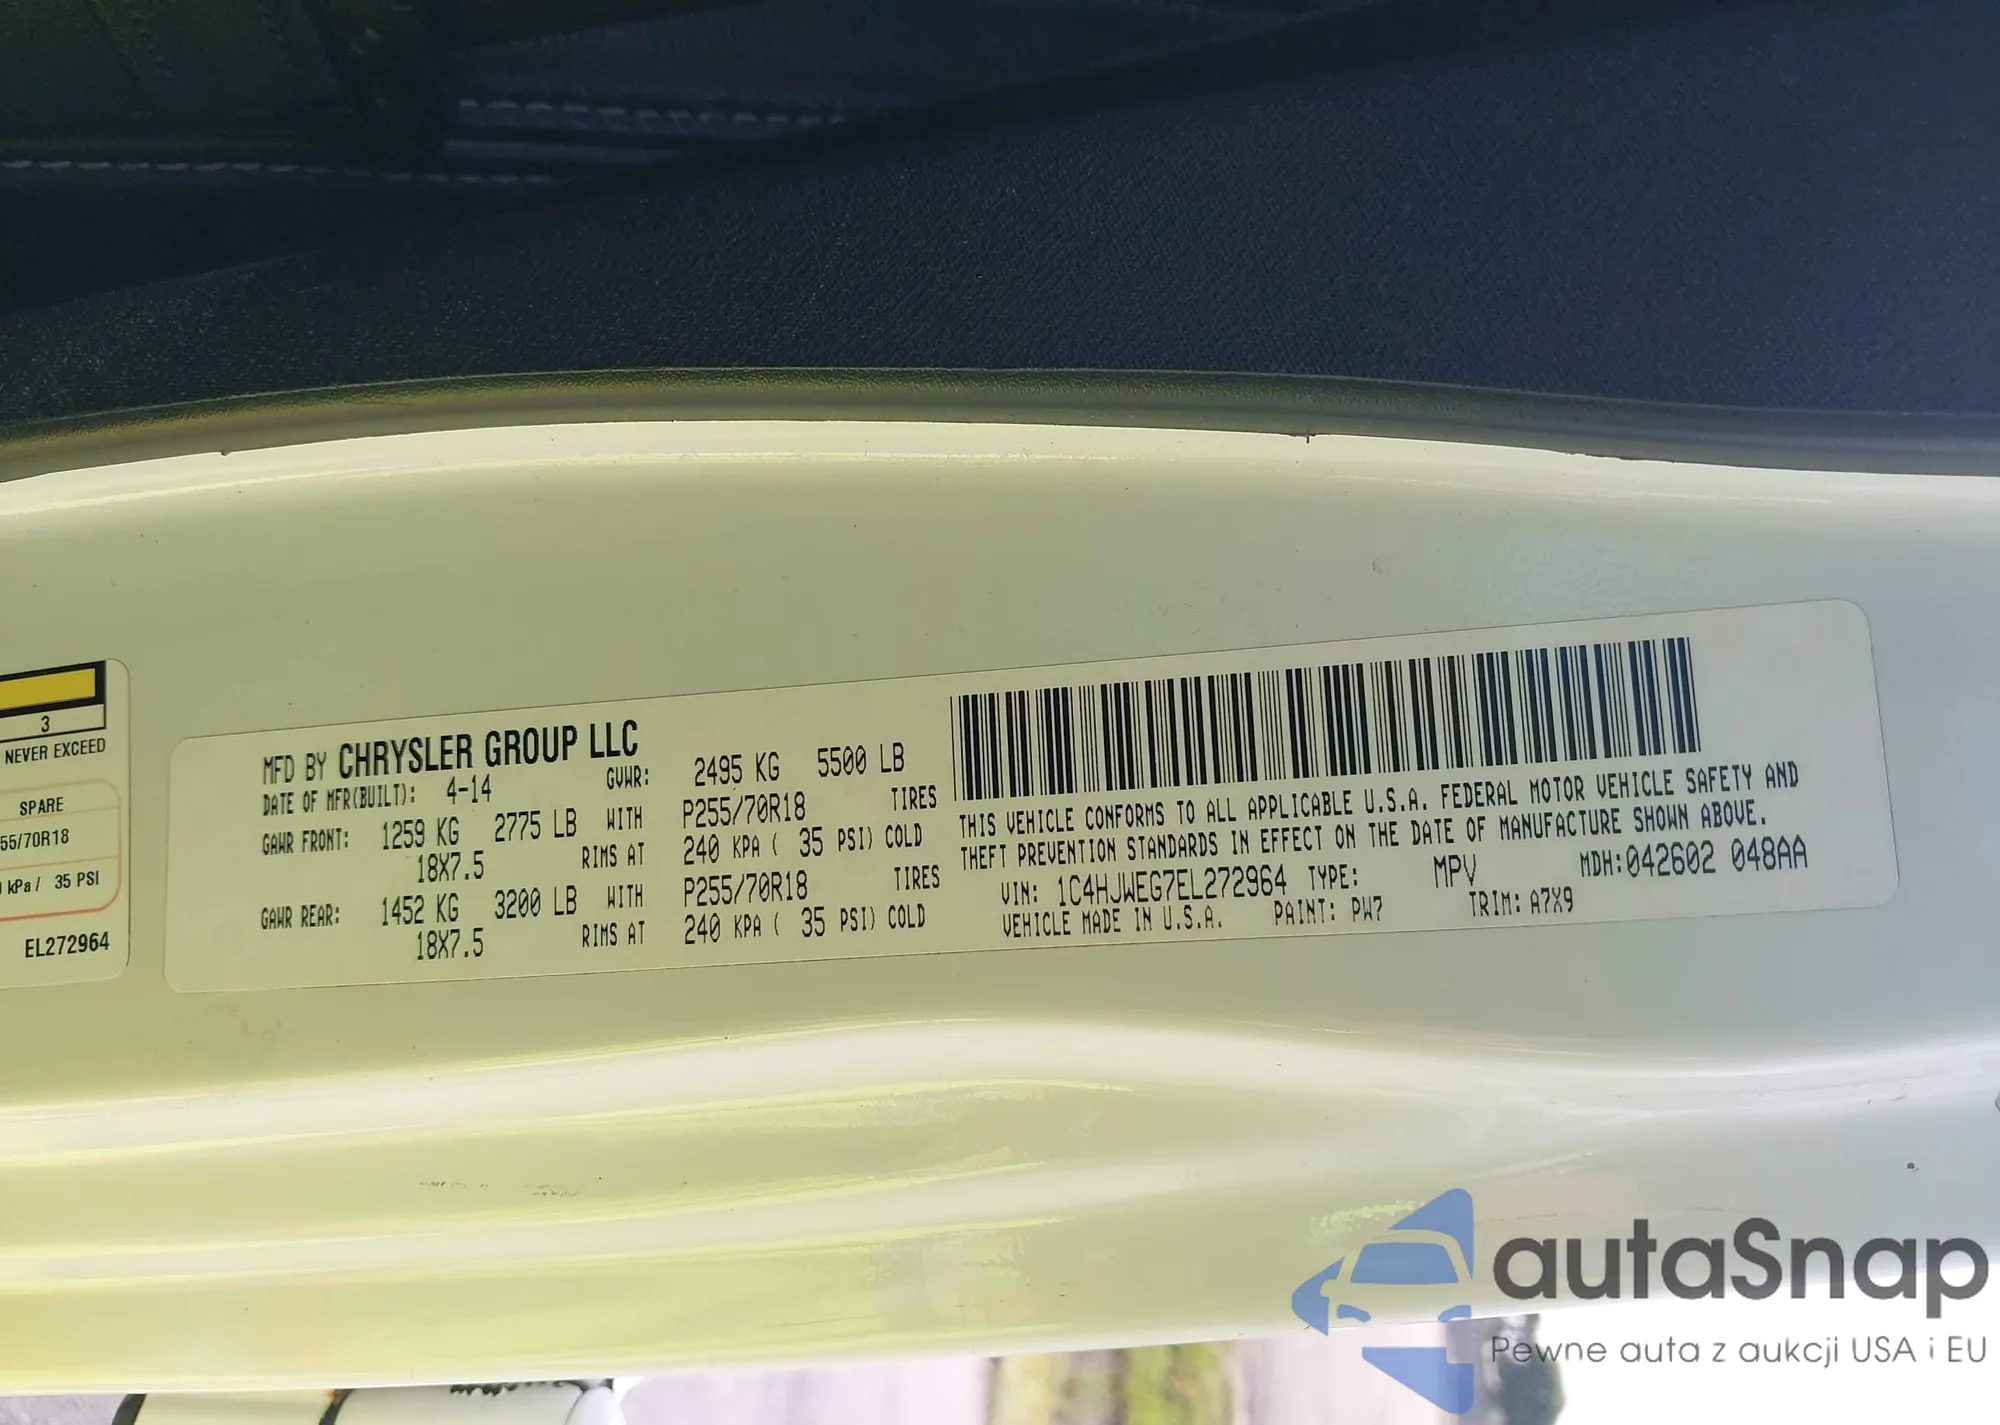 3
NEVER EXCEED
SPARE
55/70R18
kPa / 35 PSI
EL272964
MFD BY CHRYSLER GROUP LLC
DATE OF MFR(BUILT): 4-14 GVWR: 2495 KG 5500 LB
GAWR FRONT: 1259 KG 2775 LB WITH P255/70R18 TIRES
18X7.5 RIMS AT 240 KPA ( 35 PSI) COLD
GAWR REAR: 1452 KG 3200 LB WITH P255/70R18 TIRES
18X7.5 RIMS AT 240 KPA ( 35 PSI) COLD
THIS VEHICLE CONFORMS TO ALL APPLICABLE U.S.A. FEDERAL MOTOR VEHICLE SAFETY AND
THEFT PREVENTION STANDARDS IN EFFECT ON THE DATE OF MANUFACTURE SHOWN ABOVE.
VIN: 1C4HJWEG7EL272964 TYPE: MPV MDH:042602 048AA
VEHICLE MADE IN U.S.A. PAINT: PW7 TRIM: A7X9
autaSnap
Pewne auta z aukcji USA i EU